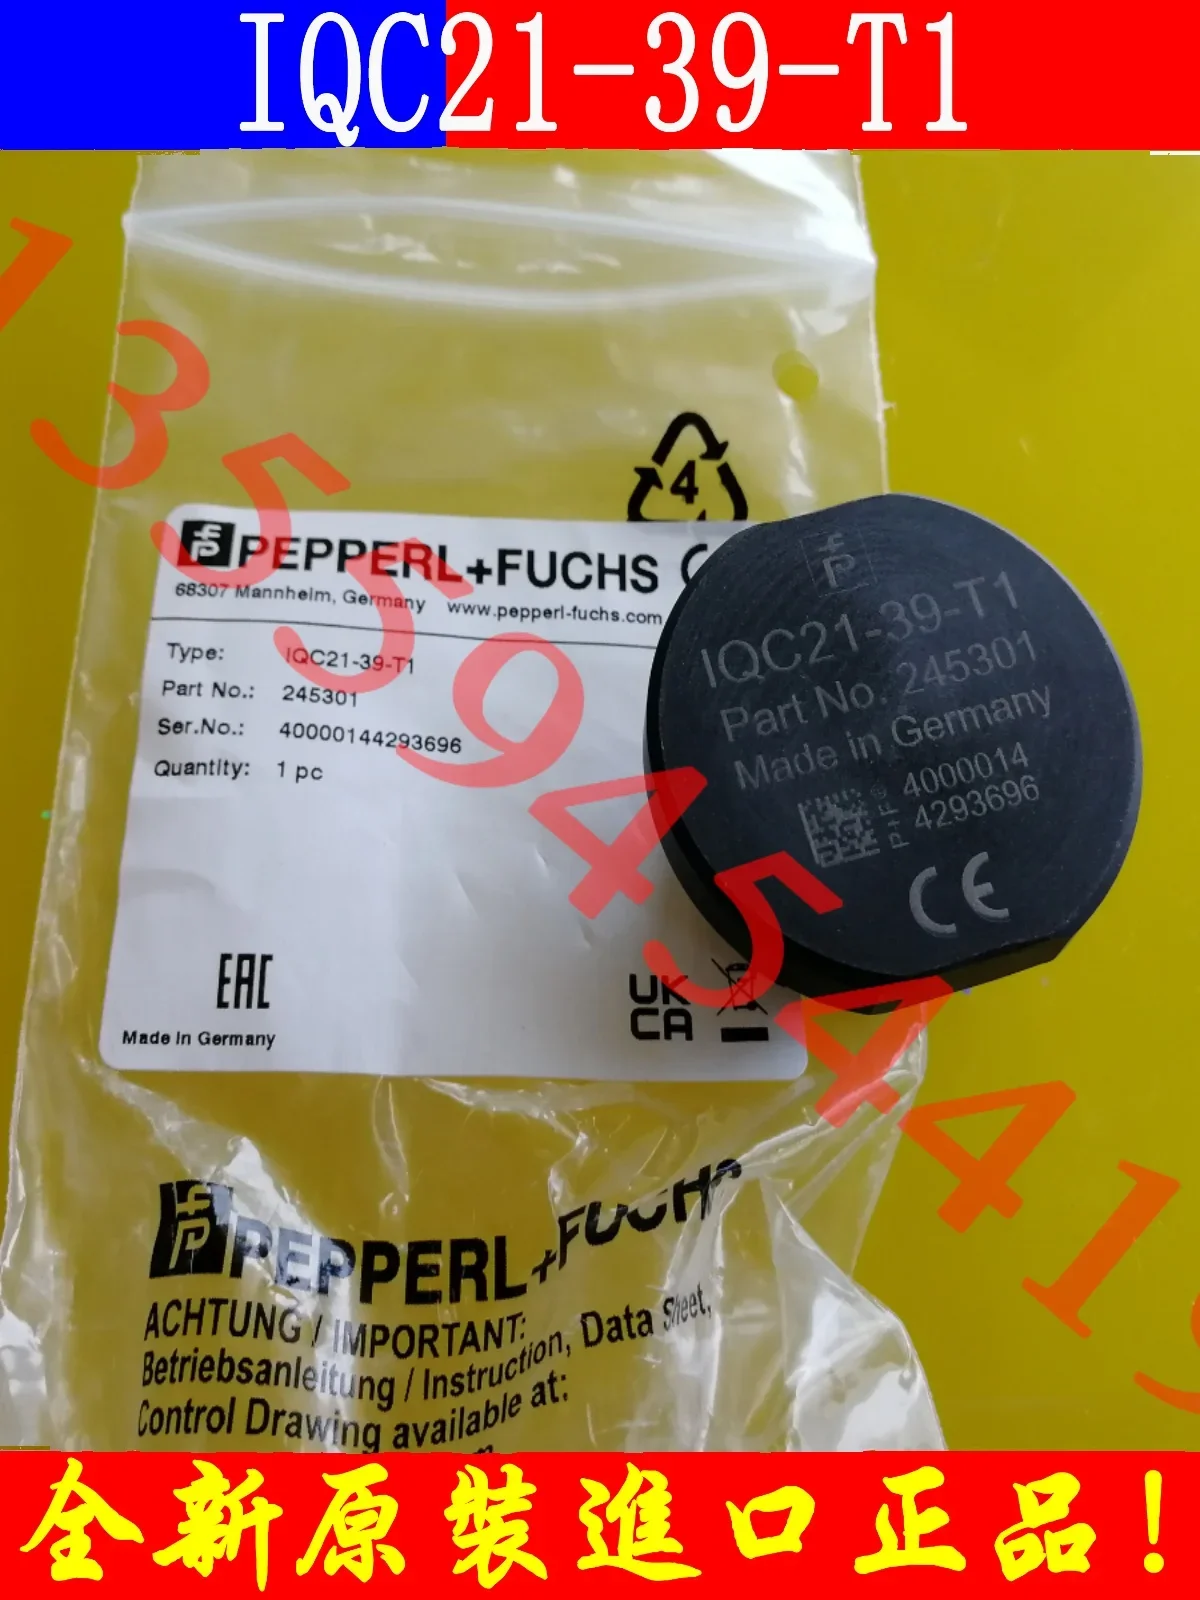 IQC21-39-T1
4
PEPPERL+FUCHS
68307 Mannheim, Germany www.pepperl-fuchs.com
Type: IQC21-39-T1
Part No.: 245301
Ser.No.: 40000144293696
Quantity: 1 pc
EAC
Made in Germany
UK
CA
IQC21-39-T1
Part No. 245301
Made in Germany
4000014
4293696
CE
13559454419
PEPPERL+FUCHS
ACHTUNG / IMPORTANT:
Betriebsanleitung / Instruction, Data Sheet,
Control Drawing available at:
全新原裝進口正品!